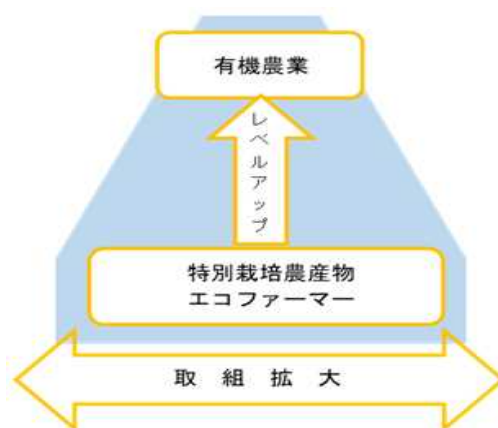 有機農業
レベルアップ
特別栽培農産物
エコファーマー
取 組 拡 大